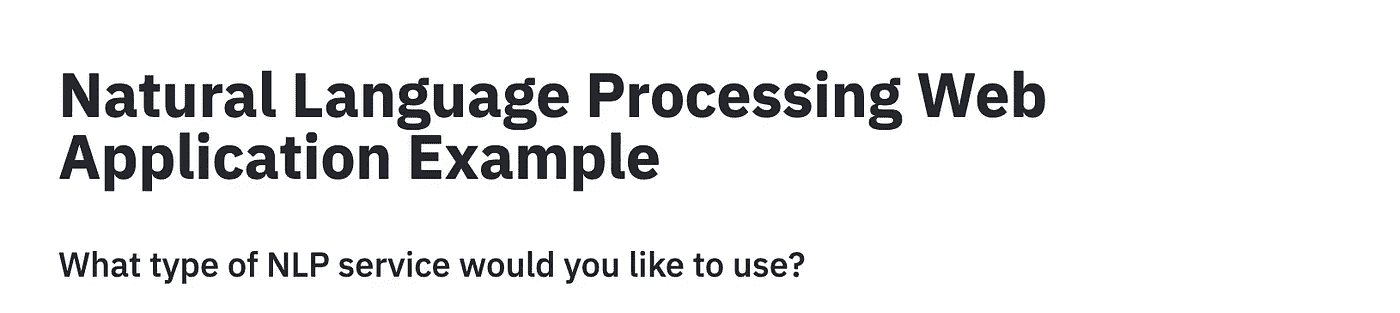 Natural Language Processing Web
Application Example
What type of NLP service would you like to use?